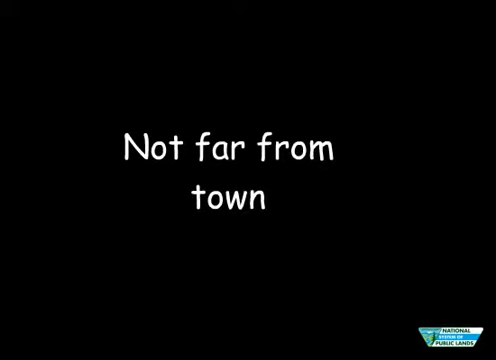 Not far from
town
NATIONAL
SYSTEM OF
PUBLIC LANDS